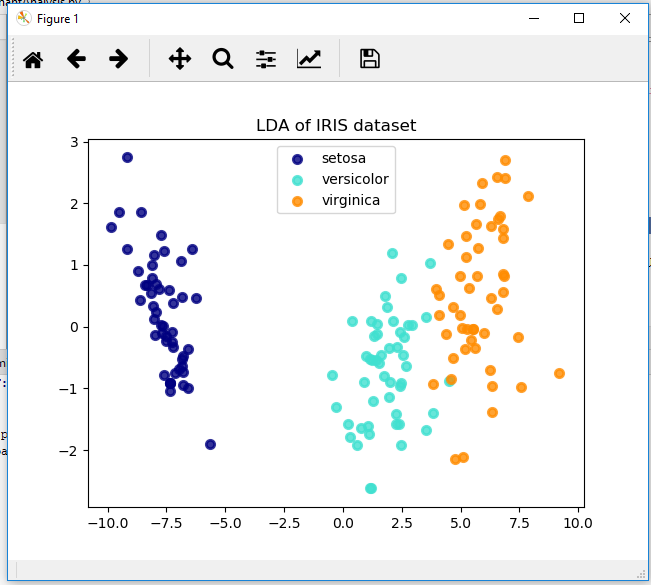 Figure 1
LDA of IRIS dataset
setosa
versicolor
virginica
3
2
1
0
−1
−2
−10.0 −7.5 −5.0 −2.5 0.0 2.5 5.0 7.5 10.0